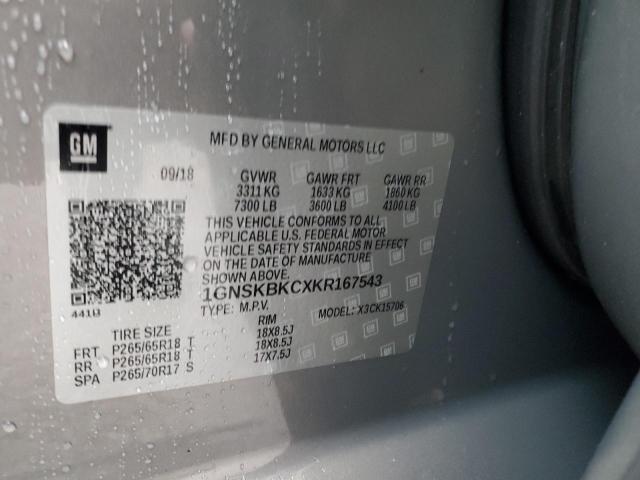 GM
MFD BY GENERAL MOTORS LLC
09/18 GVWR GAWR FRT GAWR RR
3311 KG 1633 KG 1860 KG
7300 LB 3600 LB 4100 LB
THIS VEHICLE CONFORMS TO ALL
APPLICABLE U.S. FEDERAL MOTOR
VEHICLE SAFETY STANDARDS IN EFFECT
ON THE DATE OF MANUFACTURE
SHOWN ABOVE.
1GNSKBKCXKR167543
TYPE: M.P.V. MODEL: X3CK15706
441B
TIRE SIZE RIM
FRT P265/65R18 T 18X8.5J
RR P265/65R18 T 18X8.5J
SPA P265/70R17 S 17X7.5J